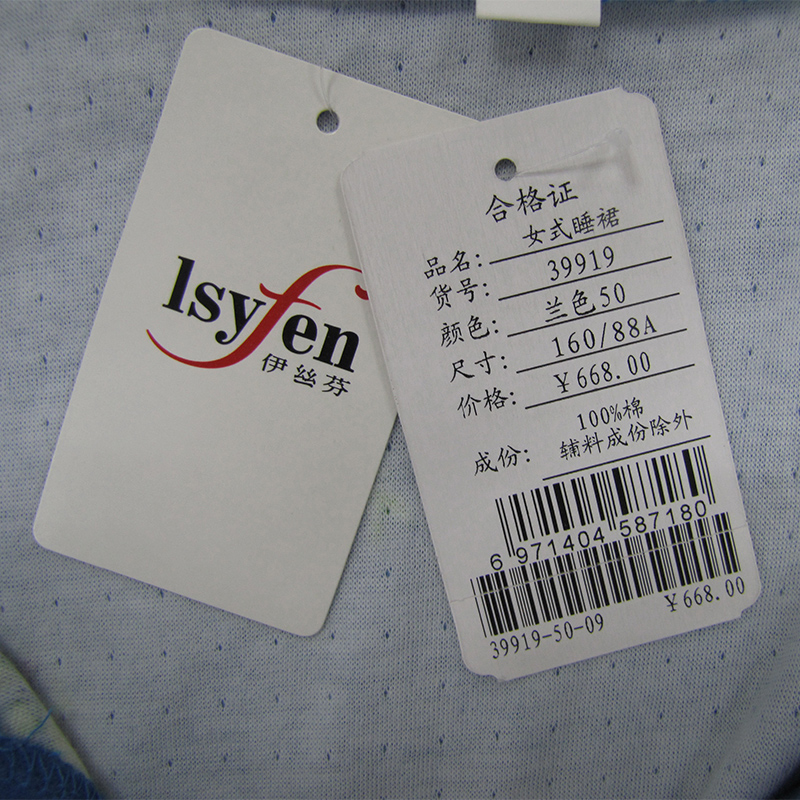 Isyfen
伊丝芬
合格证
品名: 女式睡裙
货号: 39919
颜色: 兰色50
尺寸: 160/88A
价格: ¥668.00
100%棉
成份: 辅料成份除外
6 971404 587180
39919-50-09 ¥668.00